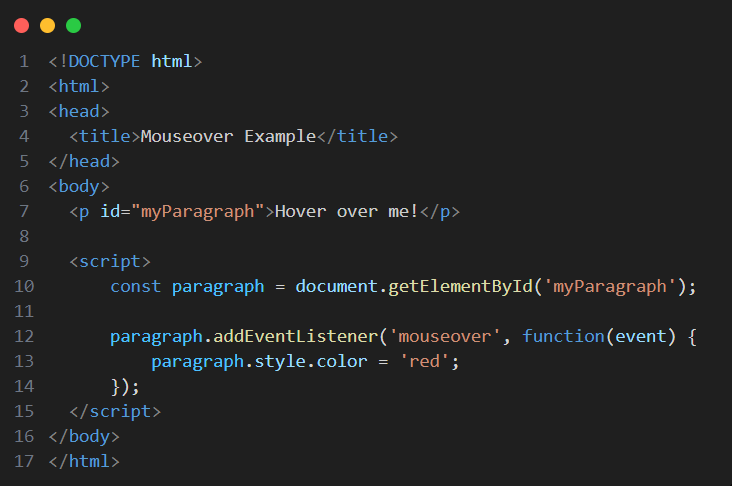 1 <!DOCTYPE html>
2 <html>
3 <head>
4   <title>Mouseover Example</title>
5 </head>
6 <body>
7   <p id="myParagraph">Hover over me!</p>
8
9   <script>
10       const paragraph = document.getElementById('myParagraph');
11
12       paragraph.addEventListener('mouseover', function(event) {
13           paragraph.style.color = 'red';
14       });
15   </script>
16 </body>
17 </html>